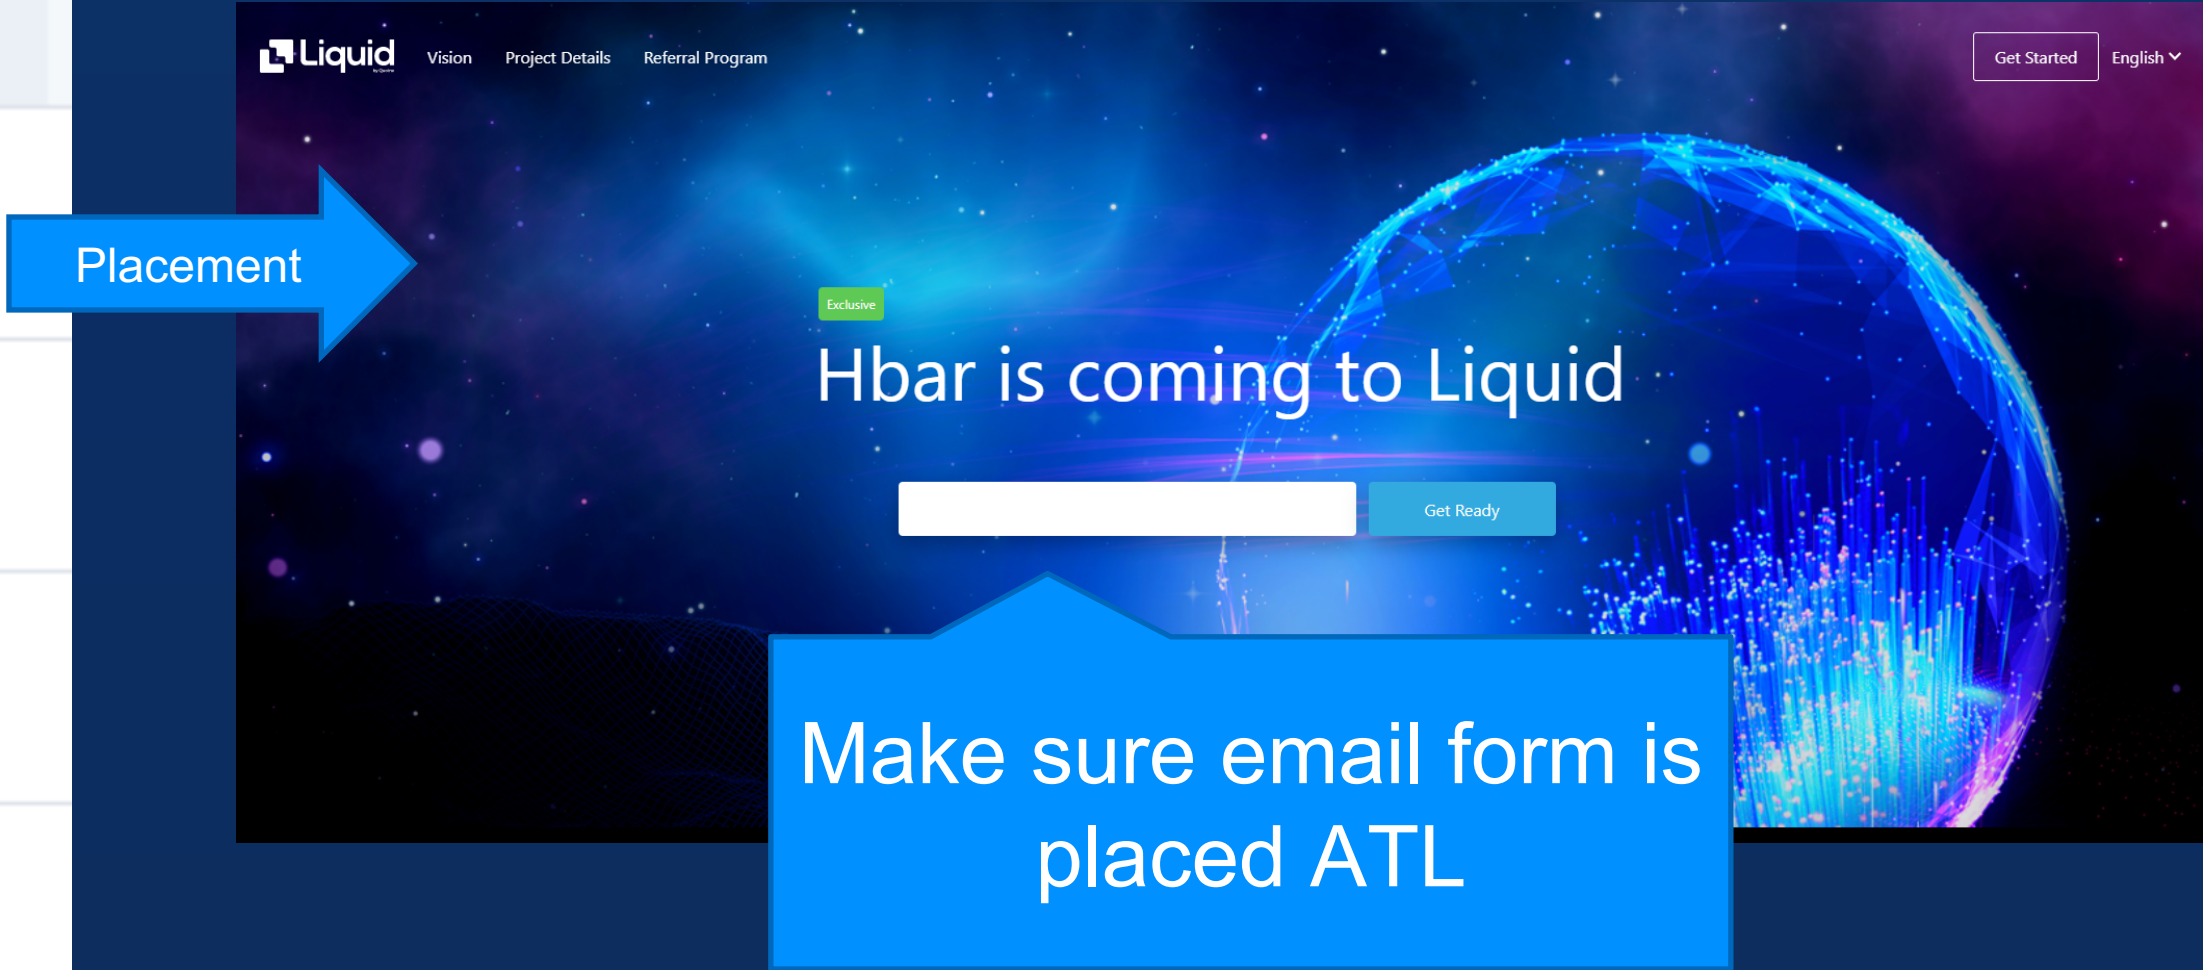 Liquid
Vision Project Details Referral Program
Get Started English
Placement
Exclusive
Hbar is coming to Liquid
Get Ready
Make sure email form is
placed ATL